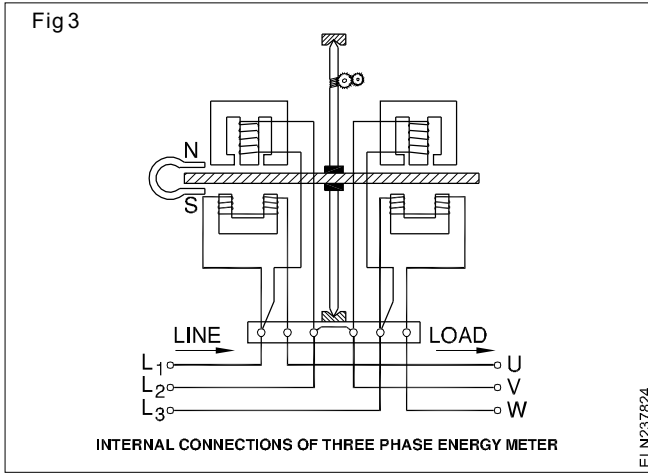 Fig 3
N
S
LINE LOAD
L1 U
L2 V
L3 W
INTERNAL CONNECTIONS OF THREE PHASE ENERGY METER
ELN237824